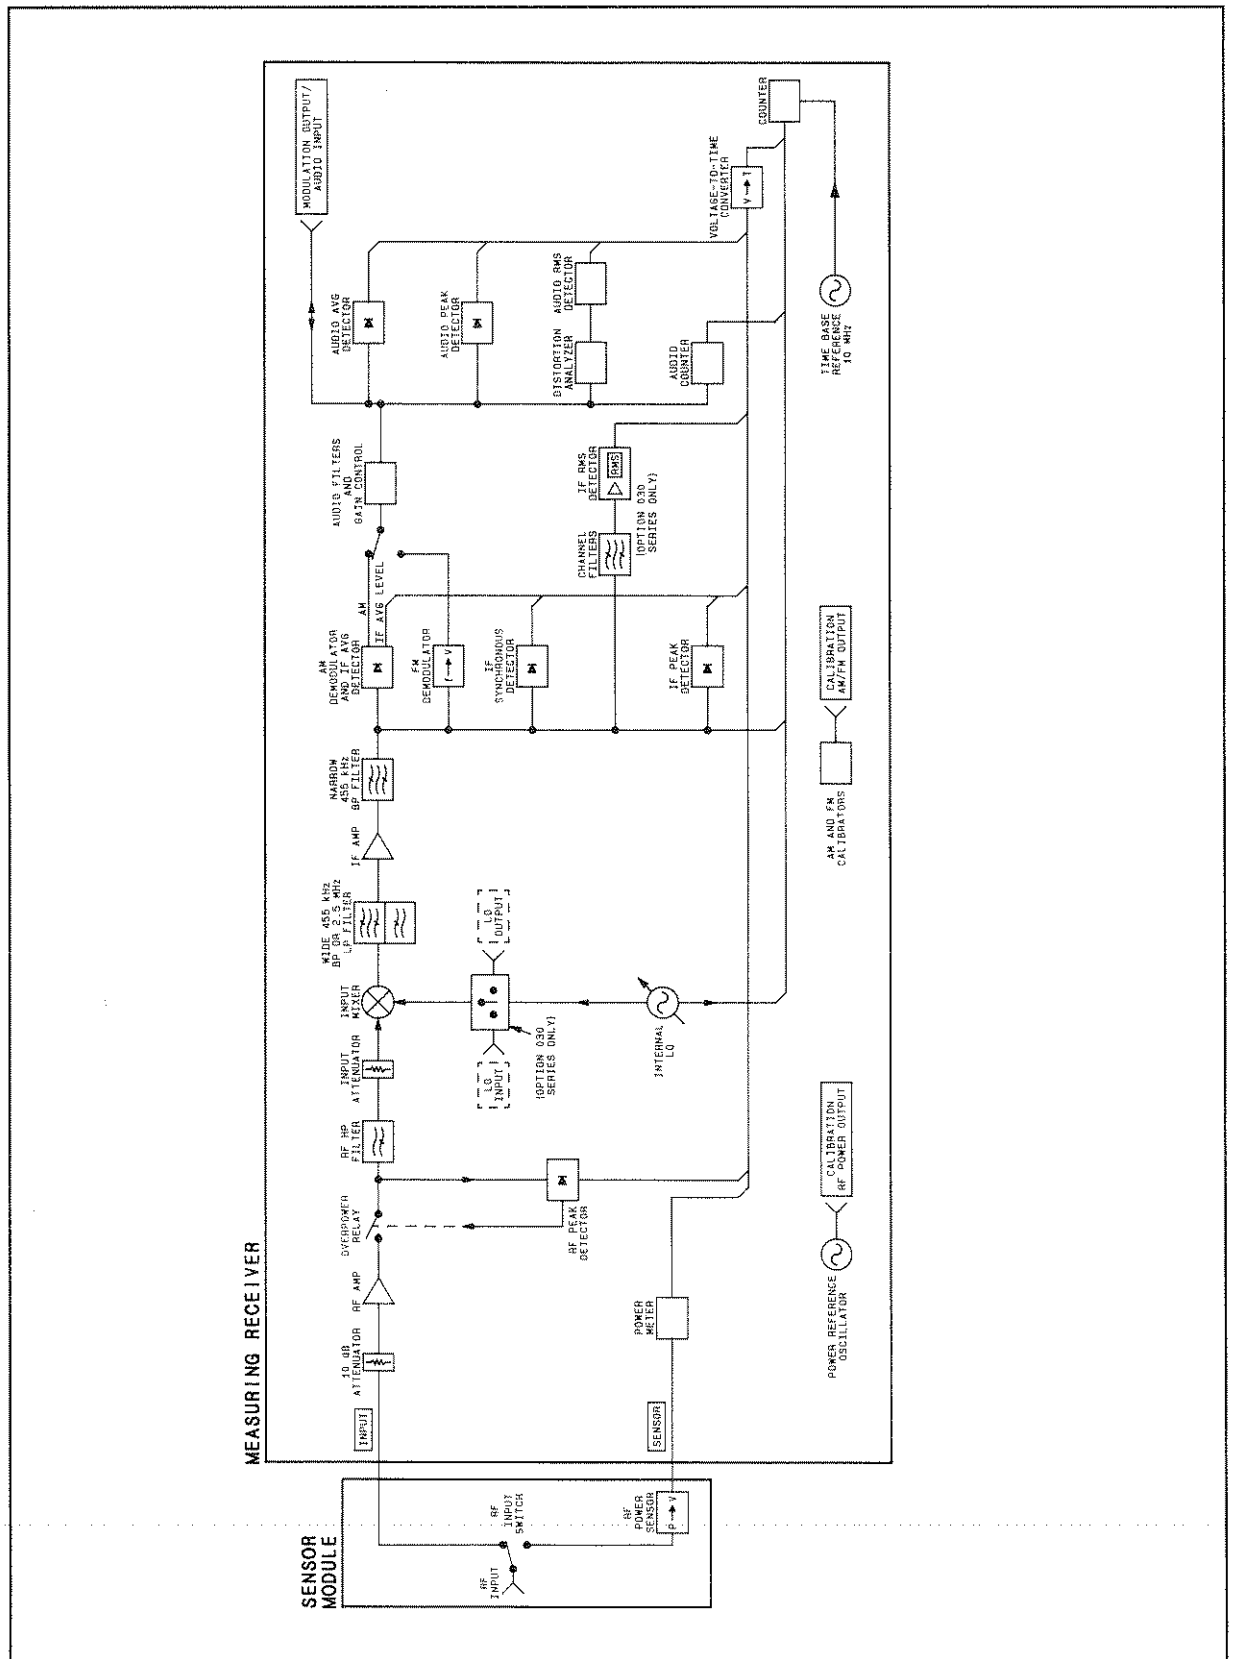 MEASURING RECEIVER
SENSOR
MODULE
RF
INPUT
RF
INPUT
SWITCH
RF
POWER
SENSOR
P V
INPUT
SENSOR
10 dB
ATTENUATOR
RF AMP
OVERPOWER
RELAY
RF HP
FILTER
INPUT
ATTENUATOR
INPUT
MIXER
WIDE 455 kHz
BP OR 2.5 MHz
LP FILTER
IF AMP
NARROW
455 kHz
BP FILTER
AM
DEMODULATOR
AND IF AVG
DETECTOR
AM
IF AVG LEVEL
AUDIO FILTERS
AND
GAIN CONTROL
MODULATION OUTPUT/
AUDIO INPUT
AUDIO AVG
DETECTOR
FM
DEMODULATOR
f V
AUDIO PEAK
DETECTOR
LO
INPUT
LO
OUTPUT
(OPTION 030
SERIES ONLY)
IF
SYNCHRONOUS
DETECTOR
RF PEAK
DETECTOR
CHANNEL
FILTERS
IF RMS
DETECTOR
RMS
(OPTION 030
SERIES ONLY)
DISTORTION
ANALYZER
AUDIO RMS
DETECTOR
POWER
METER
INTERNAL
LO
IF PEAK
DETECTOR
AUDIO
COUNTER
VOLTAGE-TO-TIME
CONVERTER
V T
COUNTER
POWER REFERENCE
OSCILLATOR
CALIBRATION
RF POWER OUTPUT
AM AND FM
CALIBRATORS
CALIBRATION
AM/FM OUTPUT
TIME BASE
REFERENCE
10 MHz